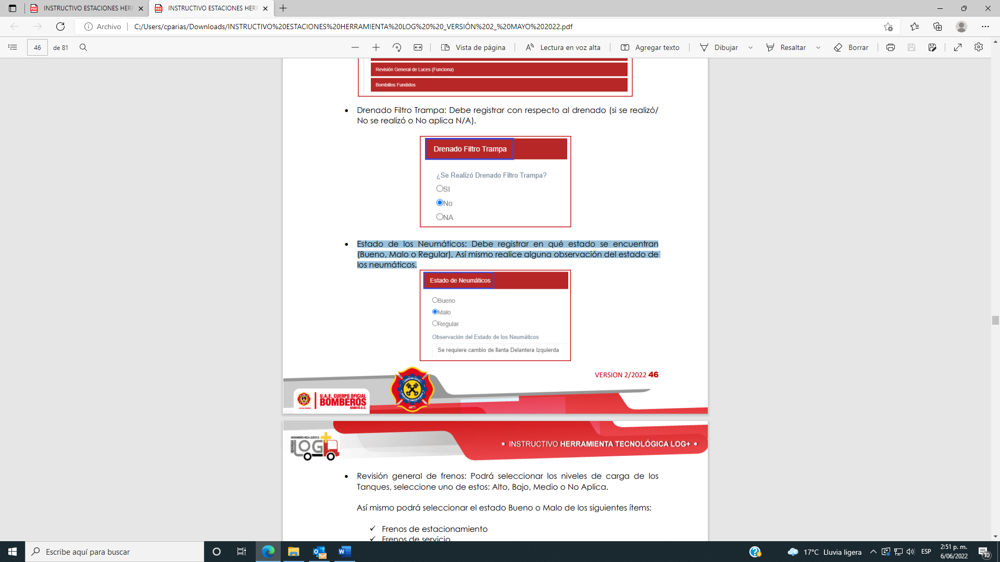 INSTRUCTIVO ESTACIONES HERR
INSTRUCTIVO ESTACIONES HERR
Archivo
C:/Users/cparias/Downloads/INSTRUCTIVO%20ESTACIONES%20HERRAMIENTA%20LOG%20%20_VERSIÓN%202_%20MAYO%202022.pdf
46 de 81
Vista de página
Lectura en voz alta
Agregar texto
Dibujar
Resaltar
Borrar
Revisión General de Luces (Funciona)
Bombillos Fundidos
• Drenado Filtro Trampa: Debe registrar con respecto al drenado (si se realizó/
No se realizó o No aplica N/A).
Drenado Filtro Trampa
¿Se Realizó Drenado Filtro Trampa?
SI
No
NA
• Estado de los Neumáticos: Debe registrar en qué estado se encuentran
(Bueno, Malo o Regular), Así mismo realice alguna observación del estado de
los neumáticos.
Estado de Neumáticos
Bueno
Malo
Regular
Observación del Estado de los Neumáticos
Se requiere cambio de llanta Delantera Izquierda
VERSION 2/2022 46
U.A.E. CUERPO OFICIAL
BOMBEROS
BOGOTÁ D.C.
HERRAMIENTA MESA LOGÍSTICA
LOG
• INSTRUCTIVO HERRAMIENTA TECNOLÓGICA LOG+ •
• Revisión general de frenos: Podrá seleccionar los niveles de carga de los
Tanques, seleccione uno de estos: Alto, Bajo, Medio o No Aplica.
Así mismo podrá seleccionar el estado Bueno o Malo de los siguientes ítems:
✓ Frenos de estacionamiento
✓ Frenos de servicio
Escribe aquí para buscar
17°C Lluvia ligera
ESP
2:51 p. m.
6/06/2022
10